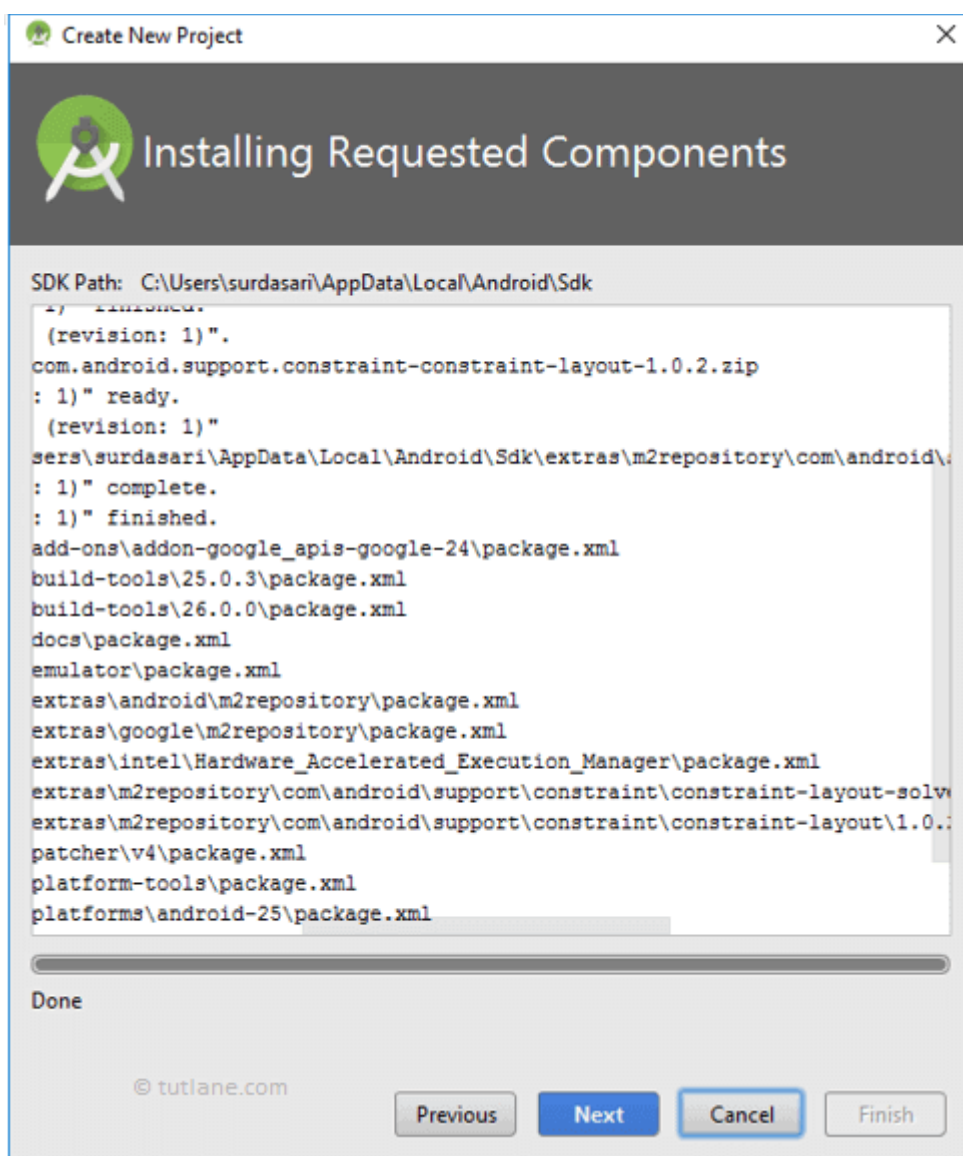 Create New Project
Installing Requested Components
SDK Path: C:\Users\surdasari\AppData\Local\Android\Sdk
1)" finished.
(revision: 1)".
com.android.support.constraint-constraint-layout-1.0.2.zip
: 1)" ready.
(revision: 1)"
sers\surdasari\AppData\Local\Android\Sdk\extras\m2repository\com\android\
: 1)" complete.
: 1)" finished.
add-ons\addon-google_apis-google-24\package.xml
build-tools\25.0.3\package.xml
build-tools\26.0.0\package.xml
docs\package.xml
emulator\package.xml
extras\android\m2repository\package.xml
extras\google\m2repository\package.xml
extras\intel\Hardware_Accelerated_Execution_Manager\package.xml
extras\m2repository\com\android\support\constraint\constraint-layout-solv
extras\m2repository\com\android\support\constraint\constraint-layout\1.0.
patcher\v4\package.xml
platform-tools\package.xml
platforms\android-25\package.xml
Done
© tutlane.com
Previous Next Cancel Finish